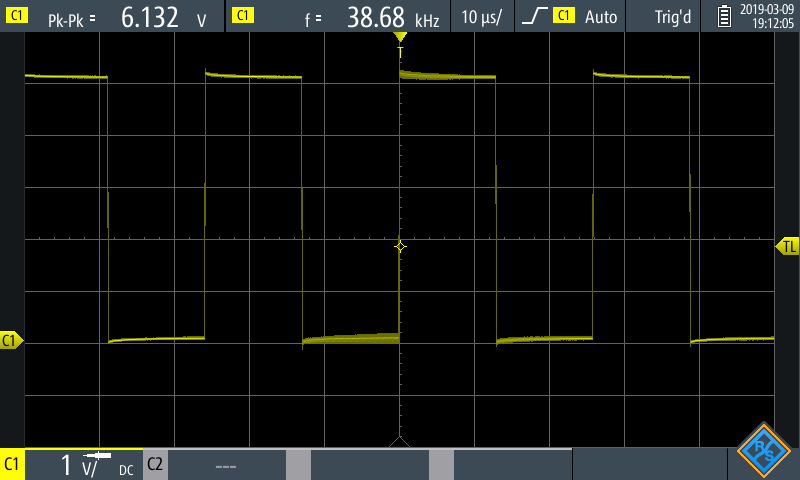 C1 Pk-Pk = 6.132 V C1 f = 38.68 kHz 10 µs/ C1 Auto Trig'd 2019-03-09
19:12:05
T
TL
C1
C1 1 V/ DC C2 ---
R&S